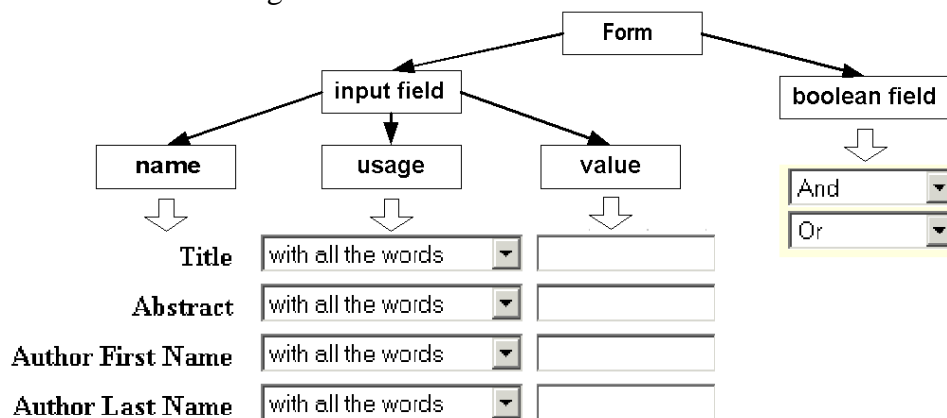 Form
input field
boolean field
name
usage
value
And
Or
Title with all the words
Abstract with all the words
Author First Name with all the words
Author Last Name with all the words